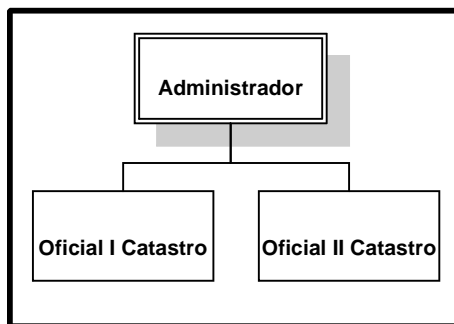 Administrador
Oficial I Catastro
Oficial II Catastro